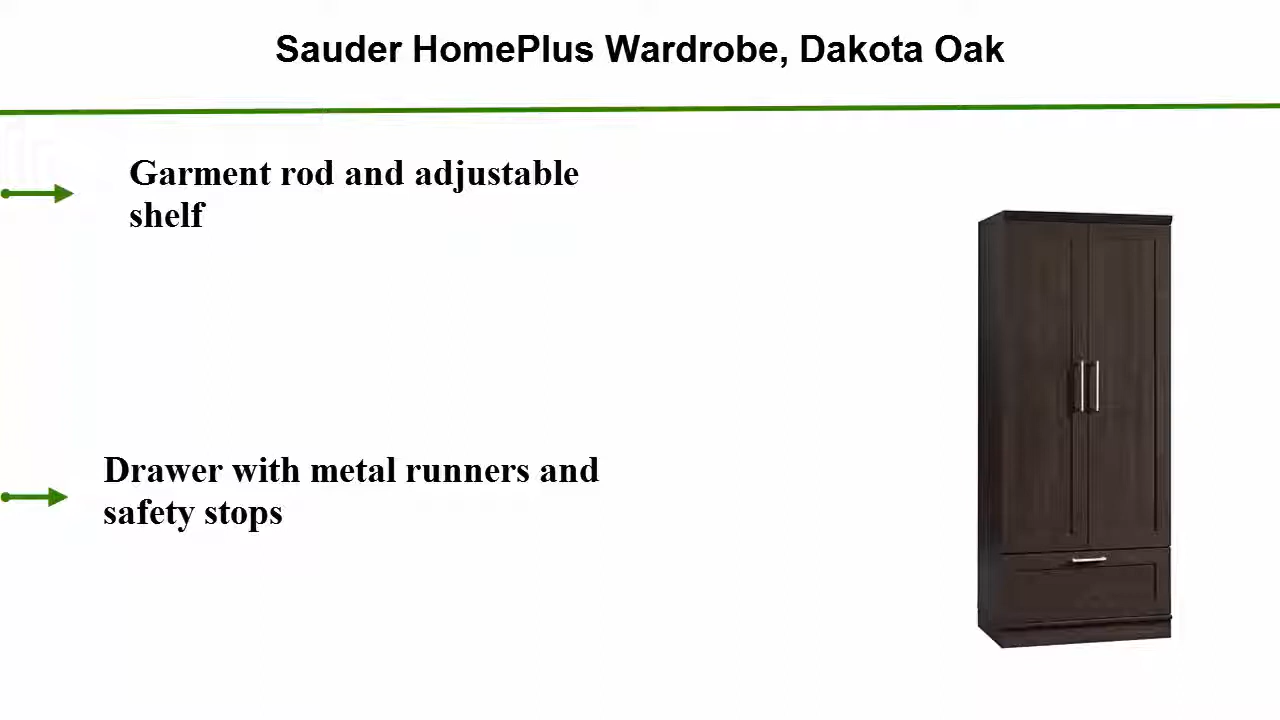 Sauder HomePlus Wardrobe, Dakota Oak
Garment rod and adjustable
shelf
Drawer with metal runners and
safety stops